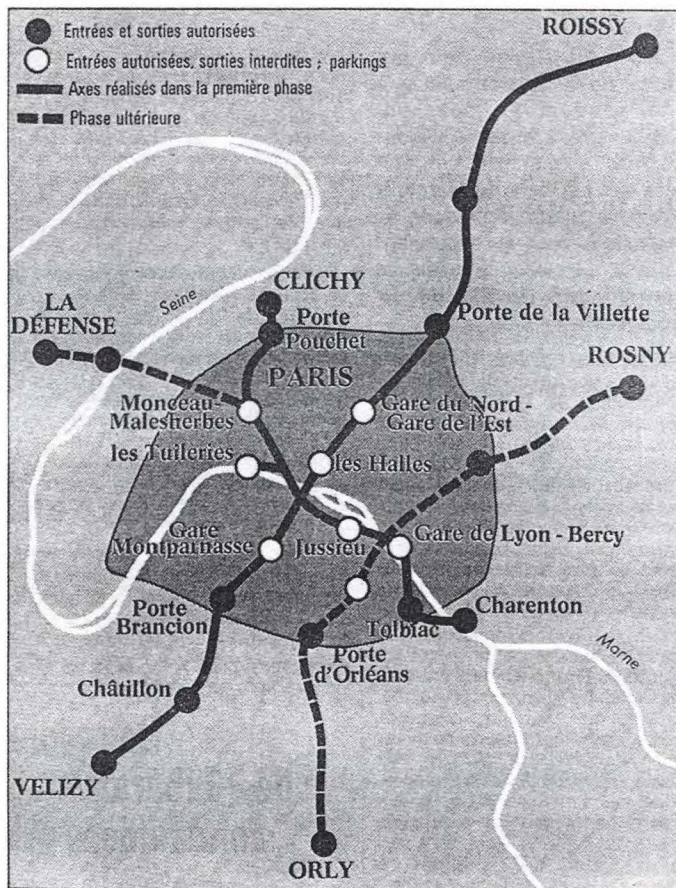 Entrées et sorties autorisées
Entrées autorisées, sorties interdites ; parkings
Axes réalisés dans la première phase
Phase ultérieure
ROISSY
Seine
CLICHY
LA
DÉFENSE
Porte
Pouchet
Porte de la Villette
ROSNY
PARIS
Monceau-
Malesherbes
Gare du Nord -
Gare de l'Est
les Tuileries
les Halles
Gare
Montparnasse
Jussieu
Gare de Lyon - Bercy
Porte
Brancion
Tolbiac
Charenton
Porte
d'Orléans
Marne
Châtillon
VELIZY
ORLY